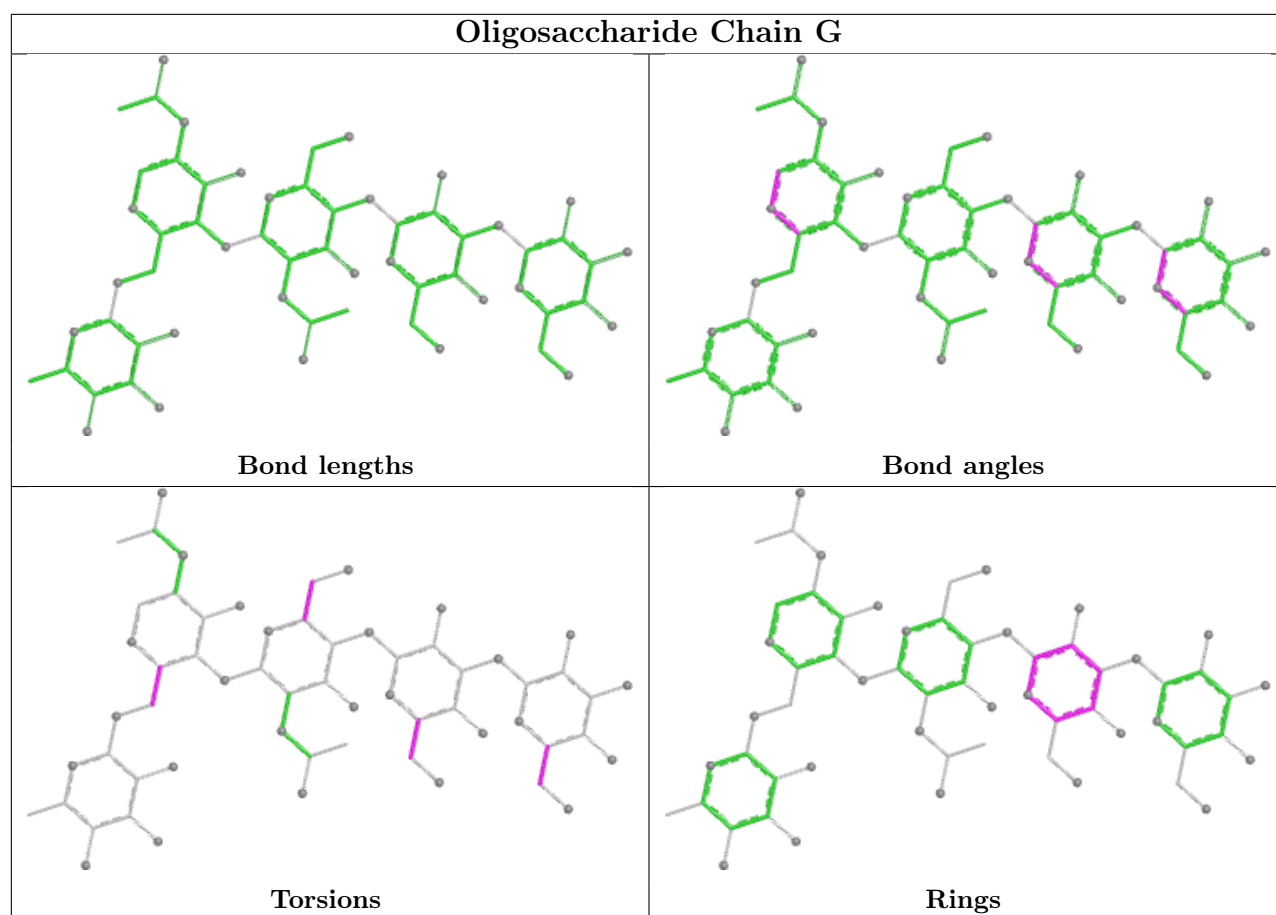 Oligosaccharide Chain G
Bond lengths
Bond angles
Torsions
Rings